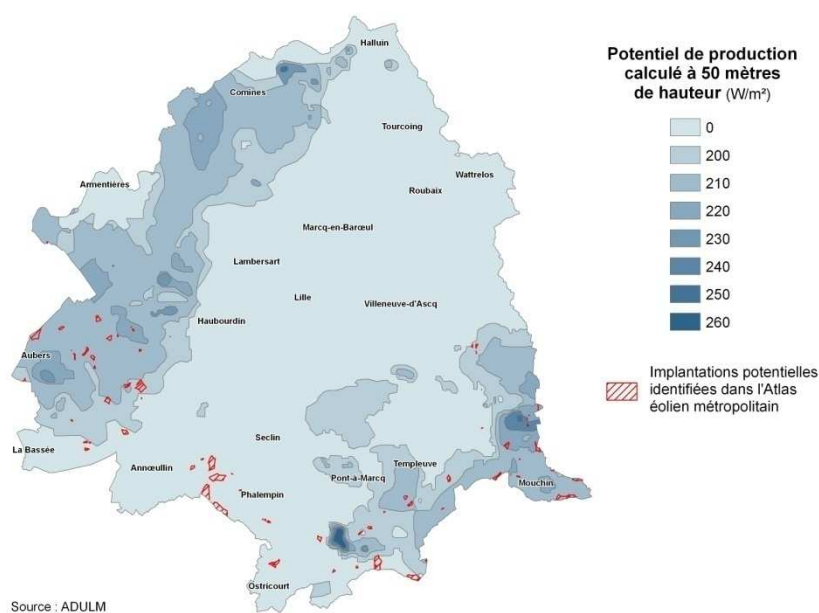 Halluin
Comines
Tourcoing
Wattrelos
Armentières
Roubaix
Marcq-en-Barœul
Lambersart
Lille
Villeneuve-d'Ascq
Haubourdin
Aubers
Seclin
La Bassée
Annœullin
Templeuve
Pont-à-Marcq
Mouchin
Phalempin
Ostricourt
Source : ADULM
Potentiel de production
calculé à 50 mètres
de hauteur (W/m²)
0
200
210
220
230
240
250
260
Implantations potentielles
identifiées dans l'Atlas
éolien métropolitain